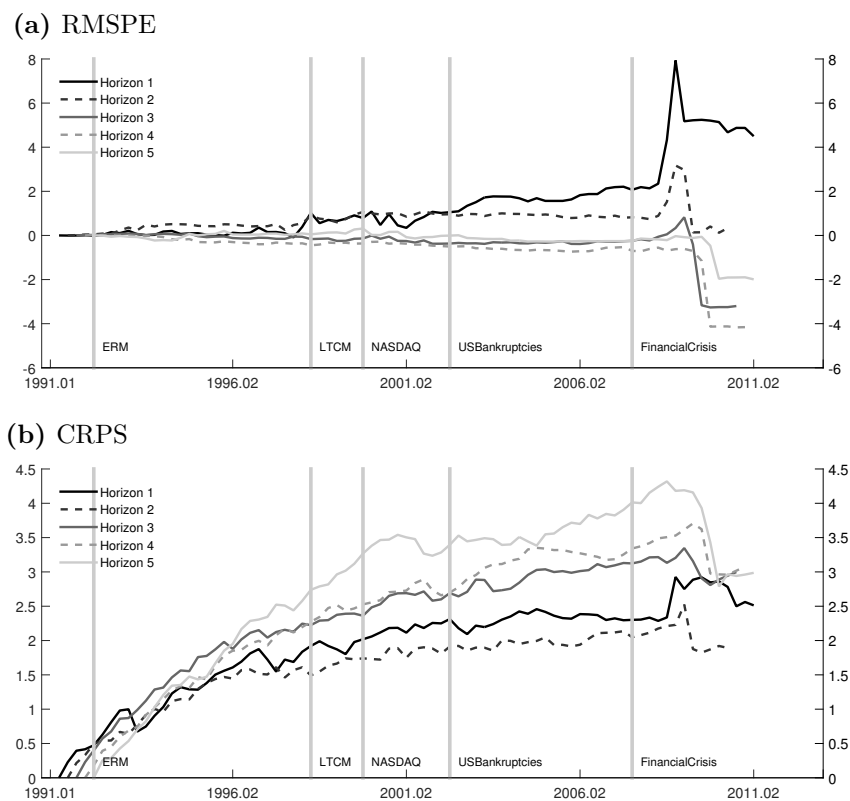 (a) RMSPE
8 8
Horizon 1
Horizon 2
6 6
Horizon 3
Horizon 4
4 4
Horizon 5
2 2
0 0
-2 -2
-4 -4
ERM LTCM NASDAQ USBankruptcies FinancialCrisis
-6 -6
1991.01 1996.02 2001.02 2006.02 2011.02
(b) CRPS
4.5 4.5
Horizon 1
4 4
Horizon 2
Horizon 3
3.5 3.5
Horizon 4
Horizon 5
3 3
2.5 2.5
2 2
1.5 1.5
1 1
0.5 0.5
ERM LTCM NASDAQ USBankruptcies FinancialCrisis
0 0
1991.01 1996.02 2001.02 2006.02 2011.02